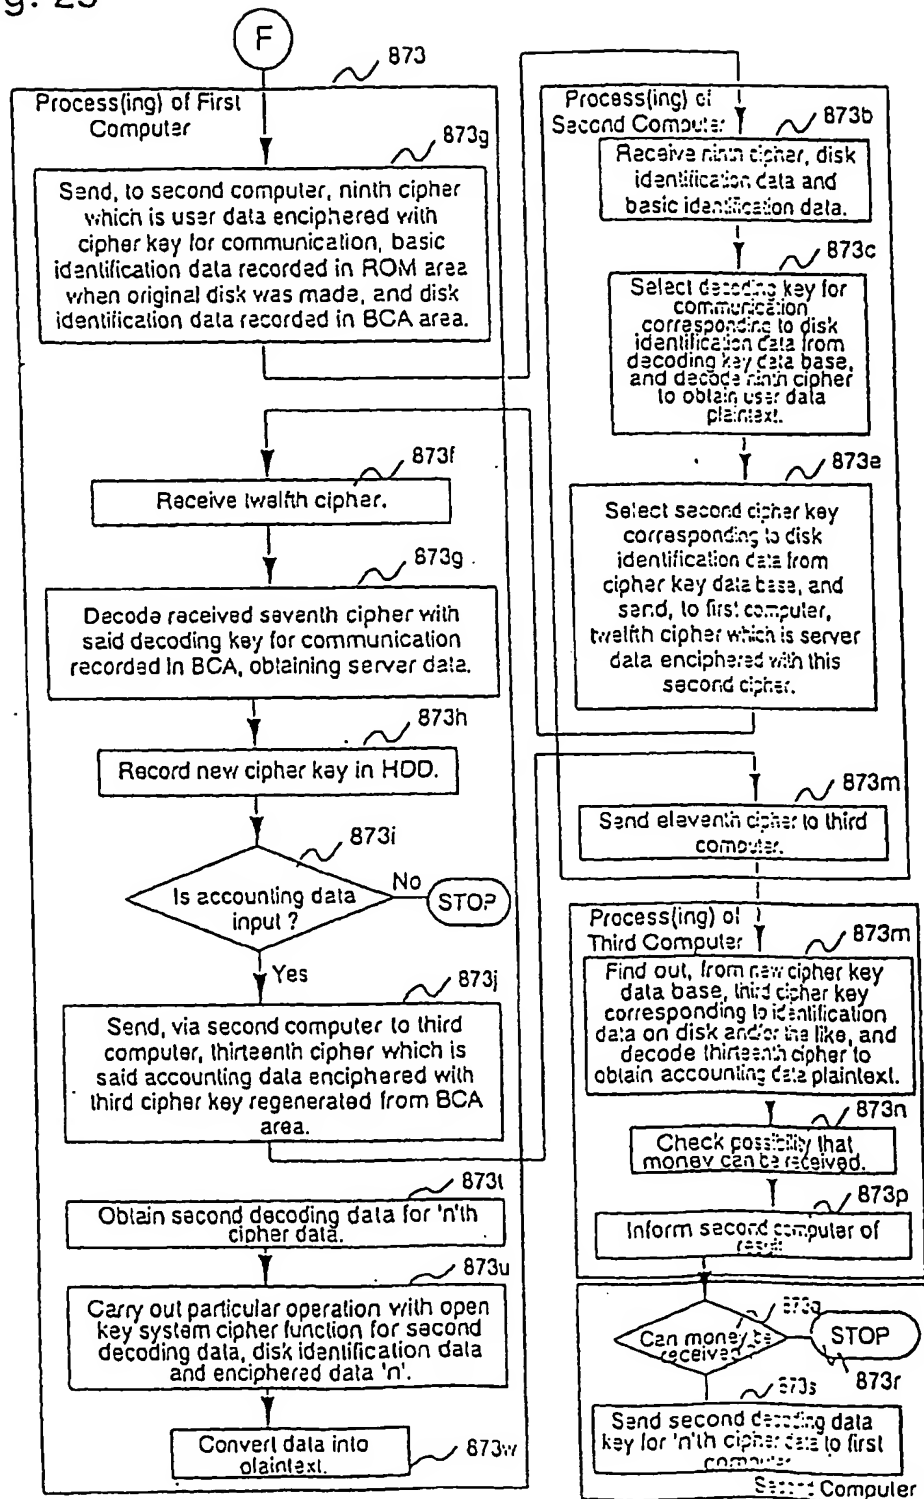 g. 23
F
873
Process(ing) of First
Computer
873g
Send, to second computer, ninth cipher
which is user data enciphered with
cipher key for communication, basic
identification data recorded in ROM area
when original disk was made, and disk
identification data recorded in BCA area.
873f
Receive twelfth cipher.
873g
Decode received seventh cipher with
said decoding key for communication
recorded in BCA, obtaining server data.
873h
Record new cipher key in HDD.
873i
Is accounting data
input ?
No
STOP
Yes
873j
Send, via second computer to third
computer, thirteenth cipher which is
said accounting data enciphered with
third cipher key regenerated from BCA
area.
873t
Obtain second decoding data for 'n'th
cipher data.
873u
Carry out particular operation with open
key system cipher function for second
decoding data, disk identification data
and enciphered data 'n'.
Convert data into
plaintext.
873w
Process(ing) of
Second Computer
873b
Receive ninth cipher, disk
identification data and
basic identification data.
873c
Select decoding key for
communication
corresponding to disk
identification data from
decoding key data base,
and decode ninth cipher
to obtain user data
plaintext.
873e
Select second cipher key
corresponding to disk
identification data from
cipher key data base, and
send, to first computer,
twelfth cipher which is server
data enciphered with this
second cipher.
873m
Send eleventh cipher to third
computer.
Process(ing) of
Third Computer
873m
Find out, from new cipher key
data base, third cipher key
corresponding to identification
data on disk and/or the like, and
decode thirteenth cipher to
obtain accounting data plaintext.
873n
Check possibility that
money can be received.
873p
Inform second computer of
result
873q
Can money be
received
STOP
873r
873s
Send second decoding data
key for 'n'th cipher data to first
computer
Second Computer